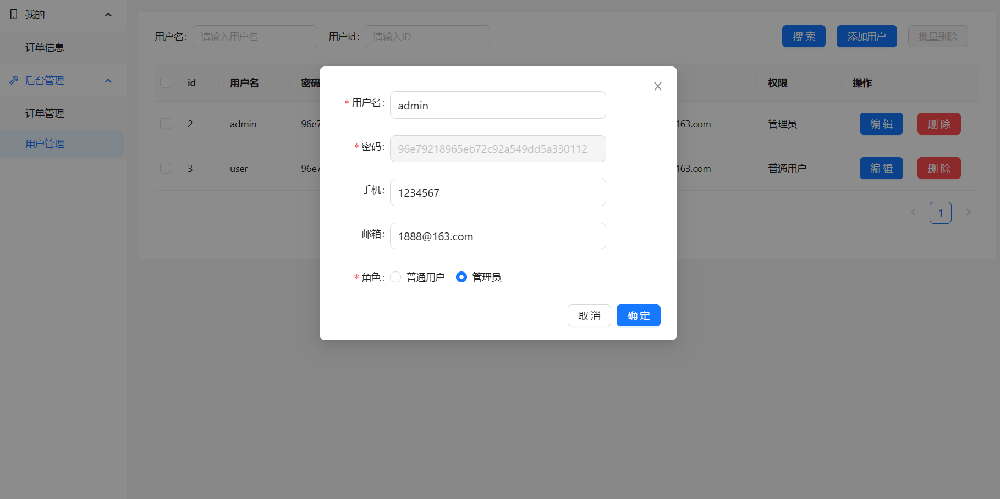 我的
订单信息
后台管理
订单管理
用户管理
用户名: 请输入用户名 用户id: 请输入ID 搜 索 添加用户 批量删除
id 用户名 密码 权限 操作
2 admin 96e7 163.com 管理员 编 辑 删 除
3 user 96e7 163.com 普通用户 编 辑 删 除
1
* 用户名: admin
* 密码: 96e79218965eb72c92a549dd5a330112
手机: 1234567
邮箱: 1888@163.com
* 角色: 普通用户 管理员
取 消 确 定